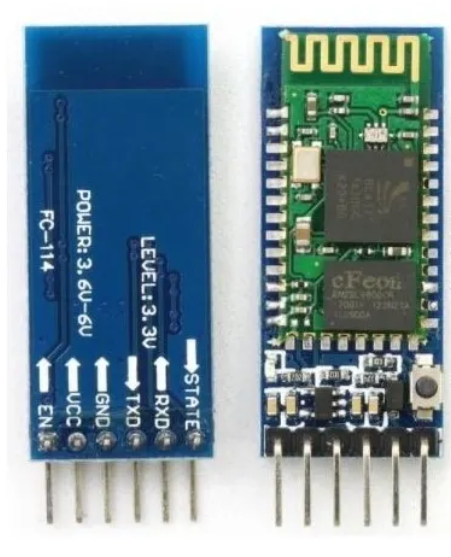 FC-114
POWER:3.6V-6V
LEVEL:3.3V
EN
VCC
GND
TXD
RXD
STATE
cFeon